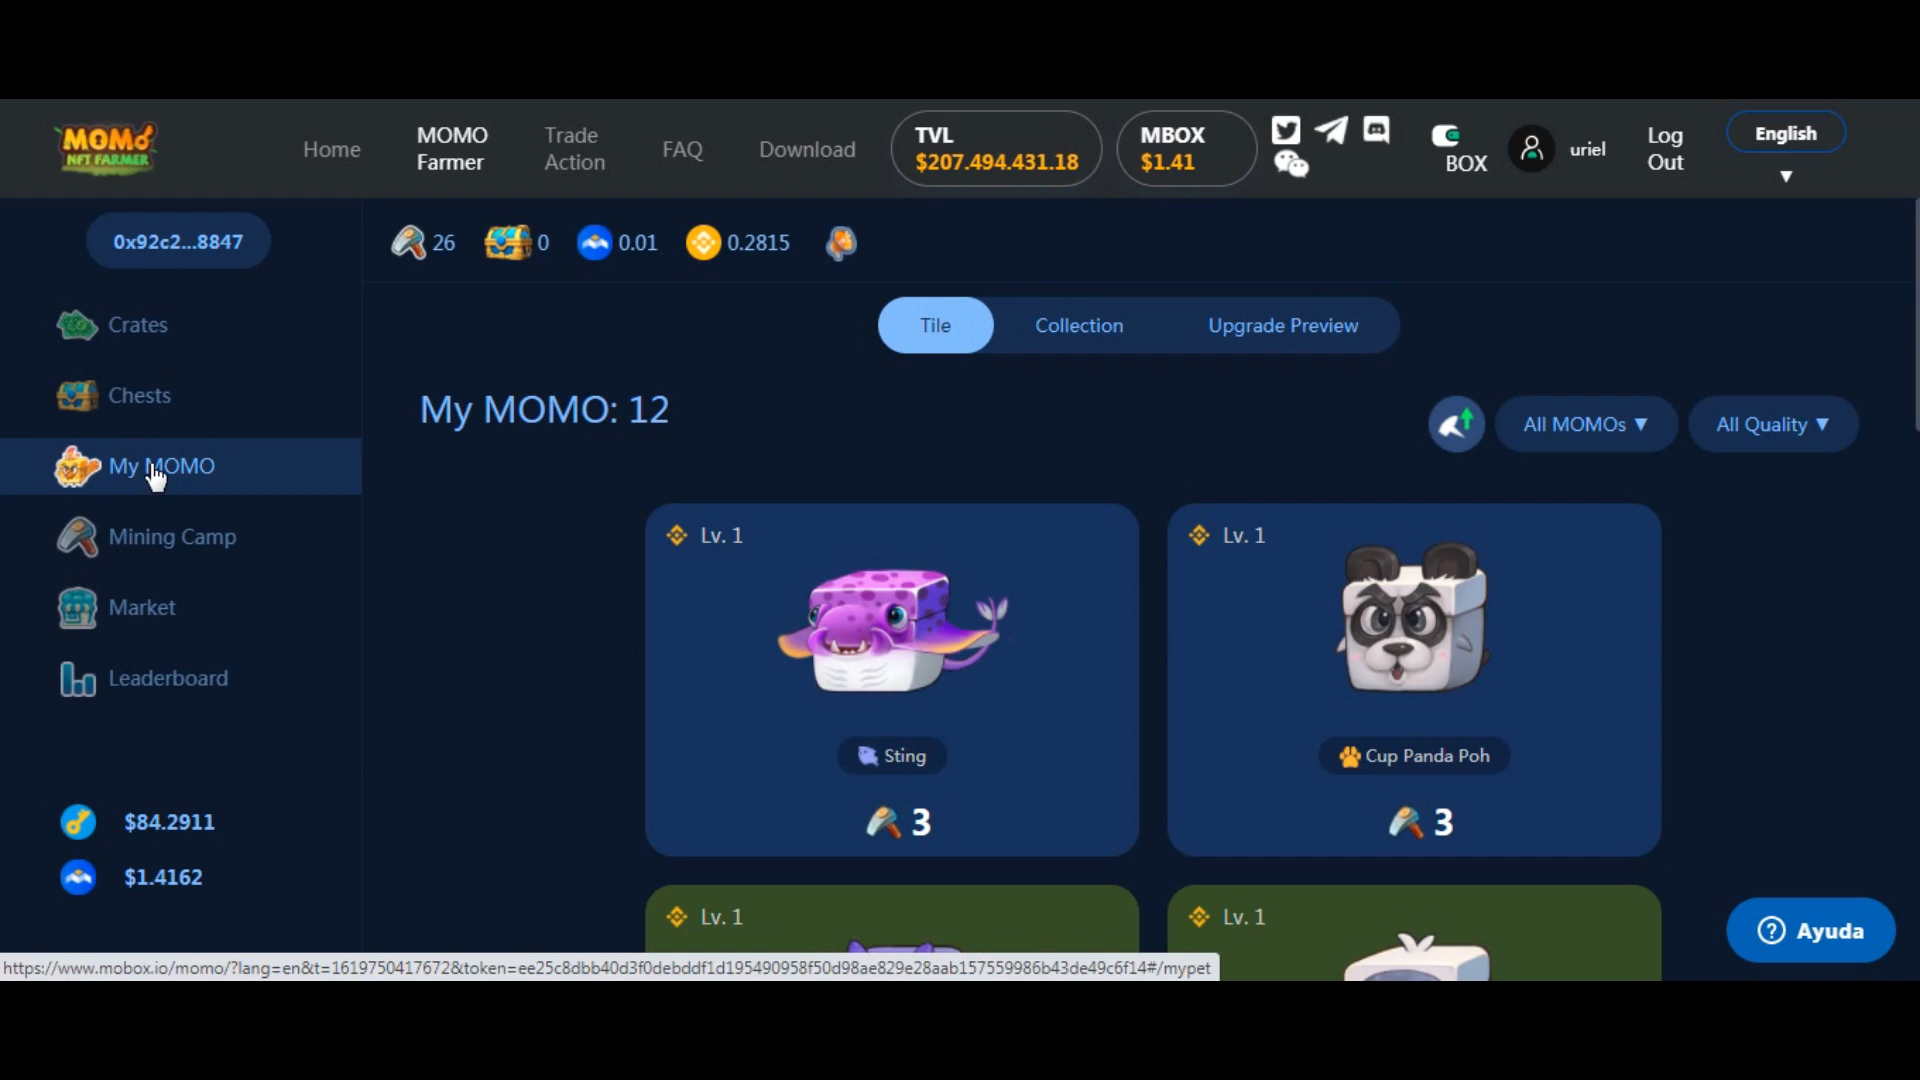 MOMO
NFT FARMER
Home
MOMO
Farmer
Trade
Action
FAQ
Download
TVL
$207.494.431.18
MBOX
$1.41
BOX
uriel
Log
Out
English
▼
0x92c2...8847
26
0
0.01
0.2815
Crates
Chests
My MOMO
Mining Camp
Market
Leaderboard
$84.2911
$1.4162
Tile
Collection
Upgrade Preview
My MOMO: 12
All MOMOs ▼
All Quality ▼
Lv. 1
Sting
3
Lv. 1
Cup Panda Poh
3
Lv. 1
Lv. 1
? Ayuda
https://www.mobox.io/momo/?lang=en&t=1619750417672&token=ee25c8dbb40d3f0debddf1d195490958f50d98ae829e28aab157559986b43de49c6f14#/mypet